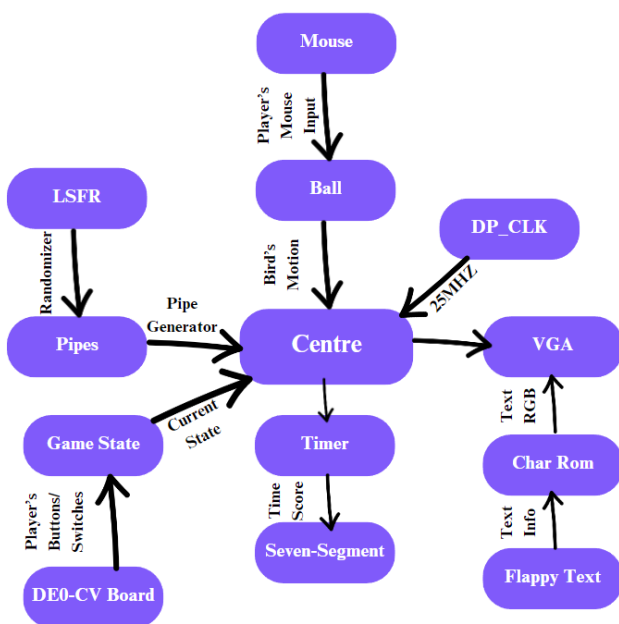 Mouse
Player's
Mouse
Input
LSFR
Ball
DP_CLK
Randomizer
Bird's
Motion
25MHZ
Pipe
Generator
Pipes
Centre
VGA
Current
State
Text
RGB
Game State
Timer
Char Rom
Player's
Buttons/
Switches
Time
Score
Text
Info
Seven-Segment
DE0-CV Board
Flappy Text